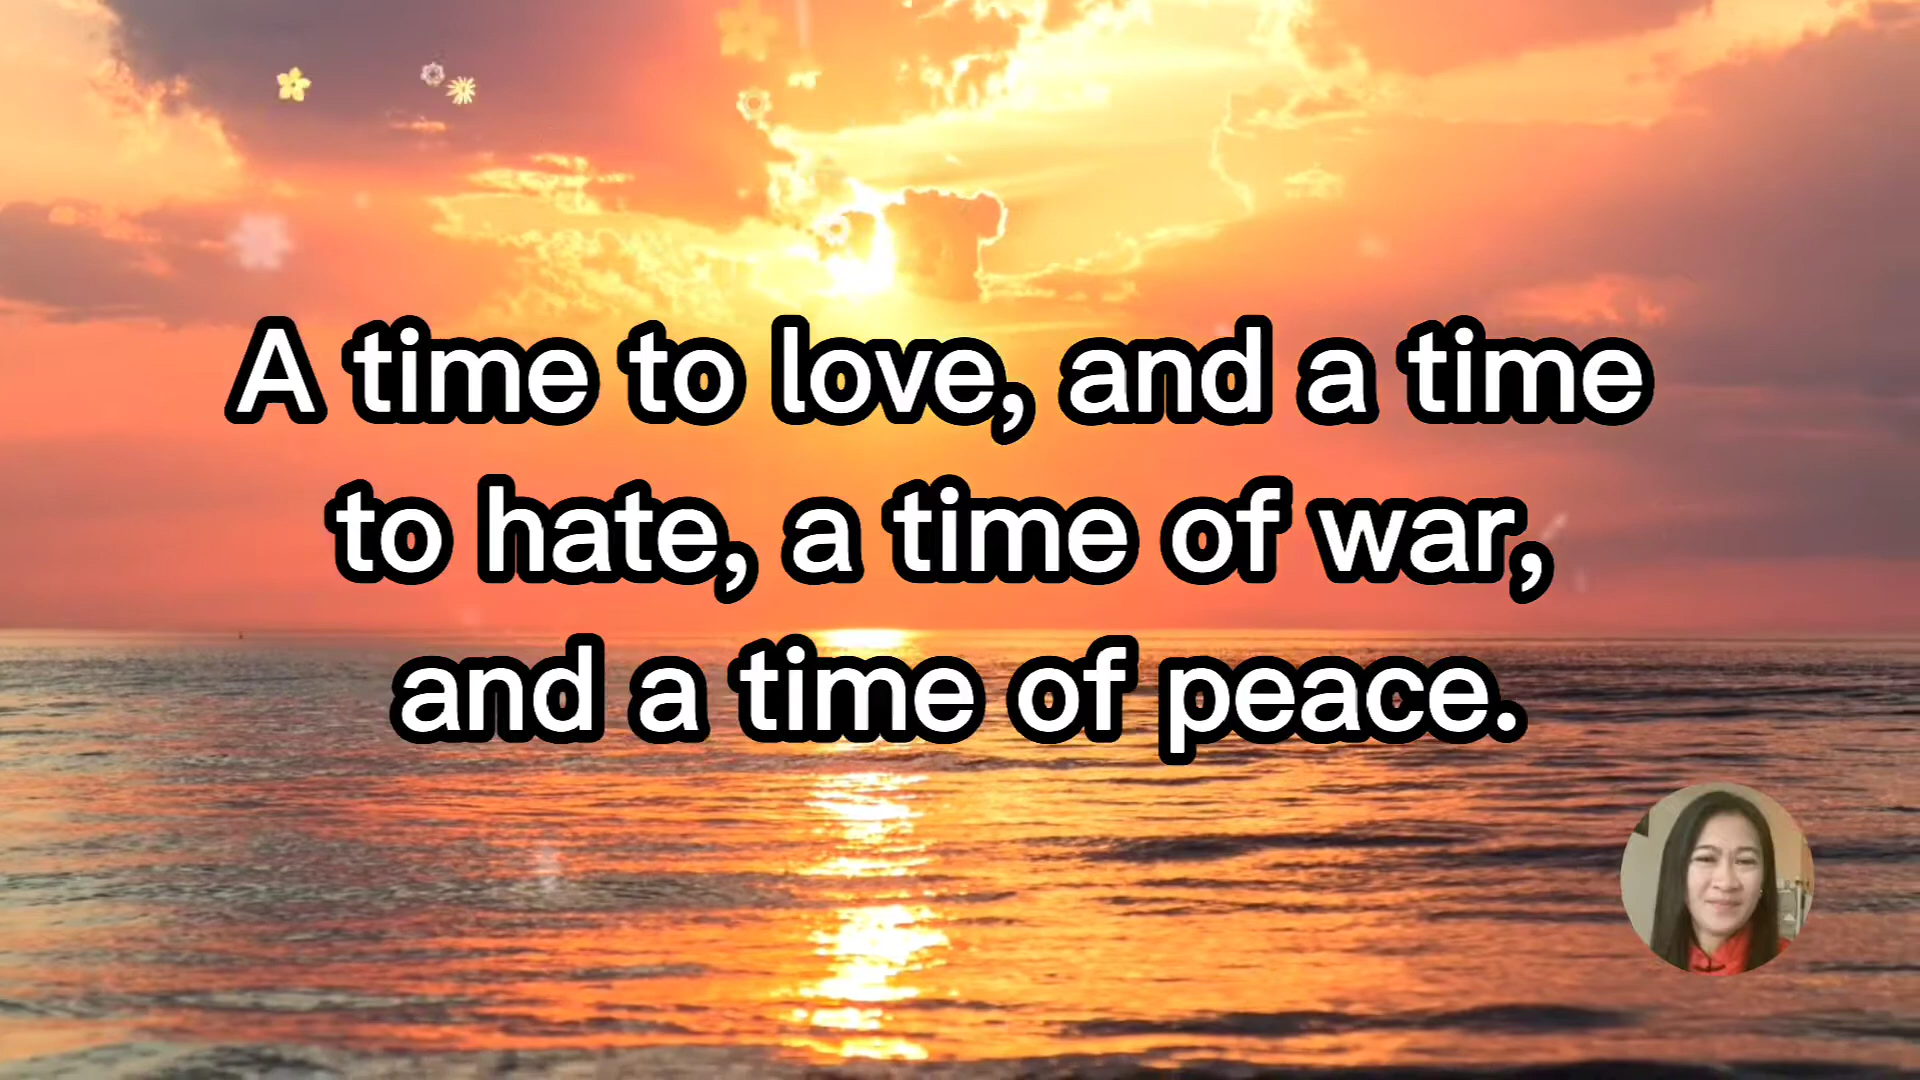 A time to love, and a time
to hate, a time of war,
and a time of peace.